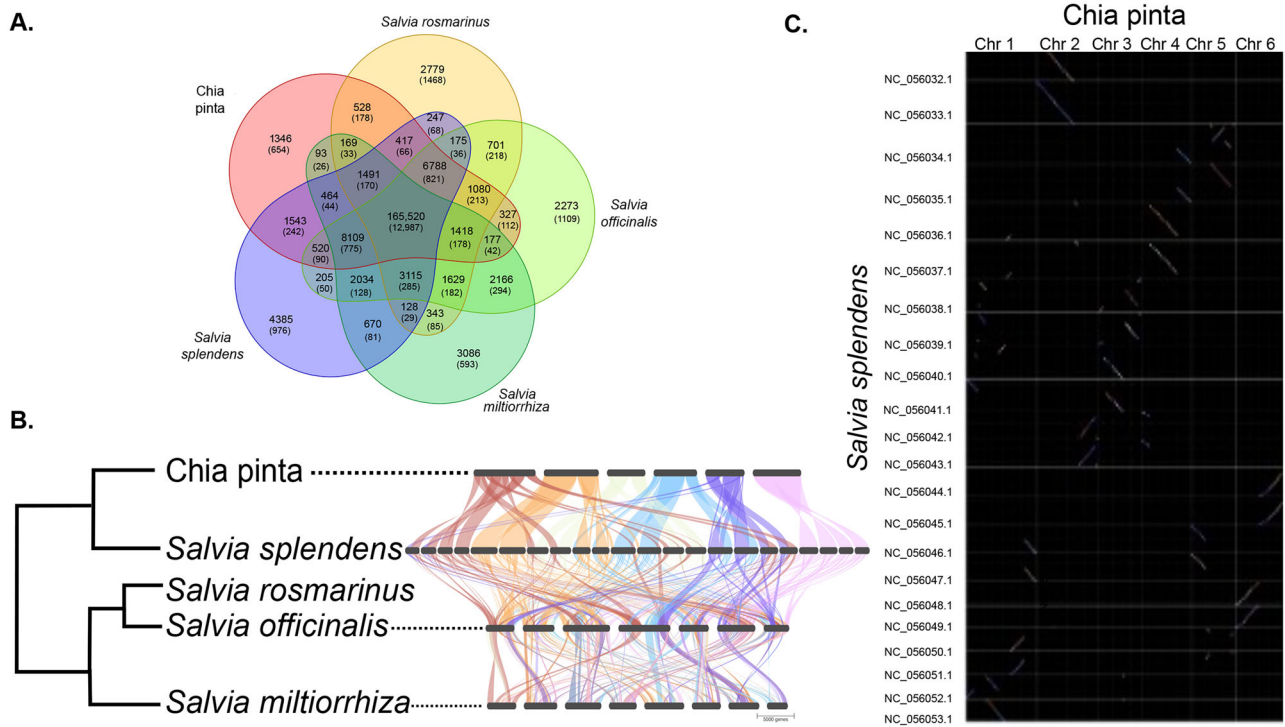 A.
Salvia rosmarinus
2779
(1468)
Chia
pinta
528
(178)
247
(68)
1346
(654)
93
(26)
169
(33)
417
(66)
175
(36)
701
(218)
6788
(821)
1491
(170)
464
(44)
1080
(213)
2273
(1109)
Salvia
officinalis
327
(112)
1543
(242)
165,520
(12,987)
8109
(775)
1418
(178)
177
(42)
520
(90)
205
(50)
2034
(128)
3115
(285)
1629
(182)
2166
(294)
4385
(976)
128
(29)
343
(85)
670
(81)
Salvia
splendens
3086
(593)
Salvia
miltiorrhiza
B.
Chia pinta
Salvia splendens
Salvia rosmarinus
Salvia officinalis
Salvia miltiorrhiza
5000 genes
C.
Chia pinta
Chr 1 Chr 2 Chr 3 Chr 4 Chr 5 Chr 6
Salvia splendens
NC_056032.1
NC_056033.1
NC_056034.1
NC_056035.1
NC_056036.1
NC_056037.1
NC_056038.1
NC_056039.1
NC_056040.1
NC_056041.1
NC_056042.1
NC_056043.1
NC_056044.1
NC_056045.1
NC_056046.1
NC_056047.1
NC_056048.1
NC_056049.1
NC_056050.1
NC_056051.1
NC_056052.1
NC_056053.1